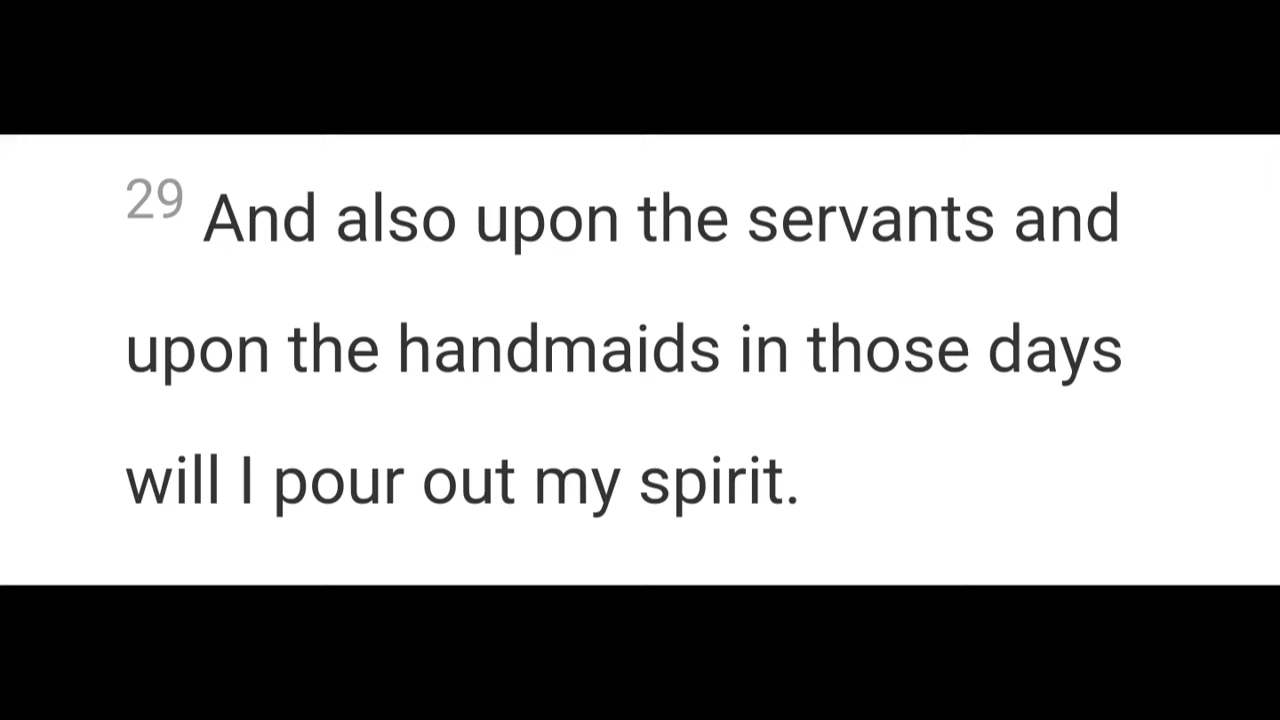 29 And also upon the servants and
upon the handmaids in those days
will I pour out my spirit.